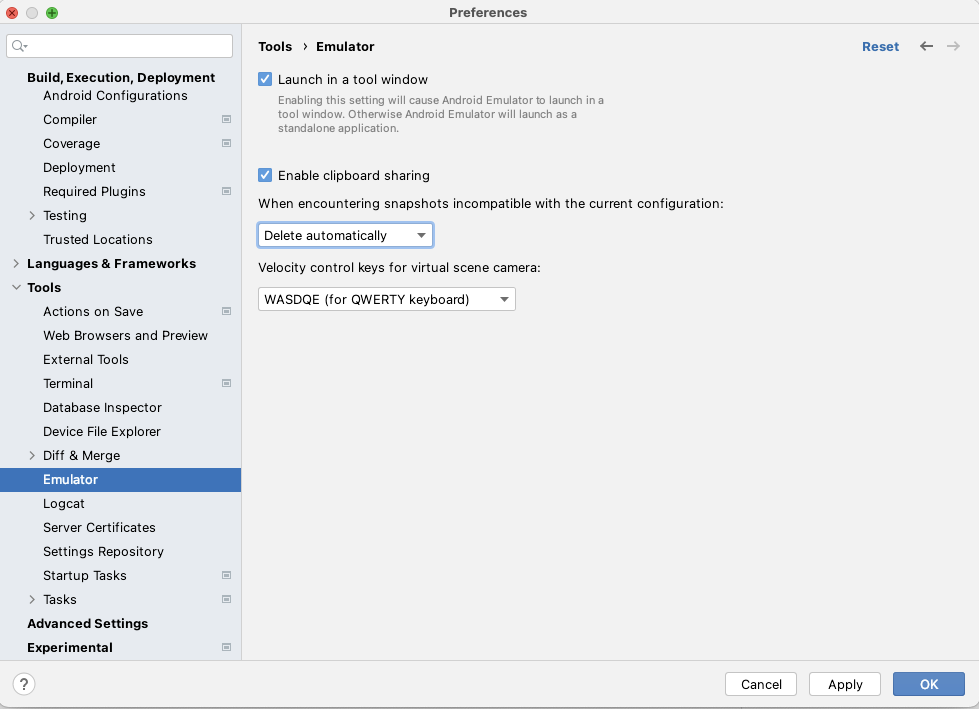 Preferences
Build, Execution, Deployment
Android Configurations
Compiler
Coverage
Deployment
Required Plugins
Testing
Trusted Locations
Languages & Frameworks
Tools
Actions on Save
Web Browsers and Preview
External Tools
Terminal
Database Inspector
Device File Explorer
Diff & Merge
Emulator
Logcat
Server Certificates
Settings Repository
Startup Tasks
Tasks
Advanced Settings
Experimental
Tools › Emulator
Reset
Launch in a tool window
Enabling this setting will cause Android Emulator to launch in a
tool window. Otherwise Android Emulator will launch as a
standalone application.
Enable clipboard sharing
When encountering snapshots incompatible with the current configuration:
Delete automatically
Velocity control keys for virtual scene camera:
WASDQE (for QWERTY keyboard)
?
Cancel
Apply
OK